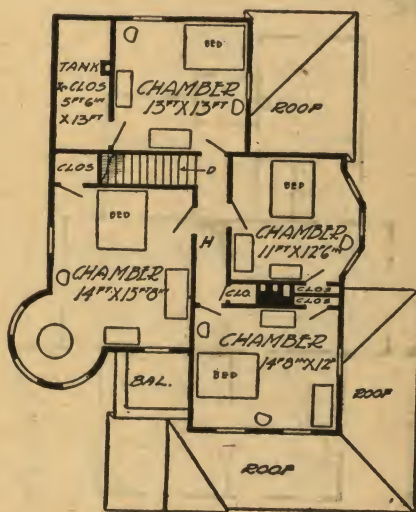 BED
TANK
& CLOS
5FT 6IN
X 13FT
CHAMBER
13FT X 13FT
ROOF
CLOS
D
BED
BED
H
CHAMBER
11FT X 12'6IN
CHAMBER
14FT X 15FT 8IN
CLO.
CLOS
CLOS
CHAMBER
14FT 8IN X 12FT
BAL.
BED
ROOF
ROOF